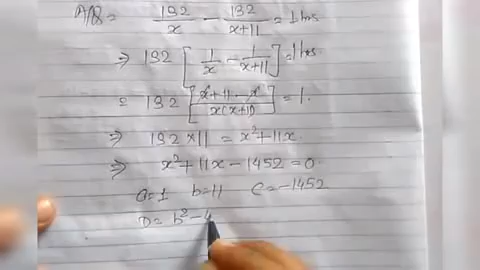 A/Q = 132/x - 132/x+11 = 1 hrs
⇒ 132 [1/x - 1/x+11] = 1 hrs.
= 132 [x+11-x/x(x+11)] = 1.
⇒ 132 × 11 = x²+11x.
⇒ x²+11x-1452 = 0.
a=1 b=11 c=-1452
D= b²-4